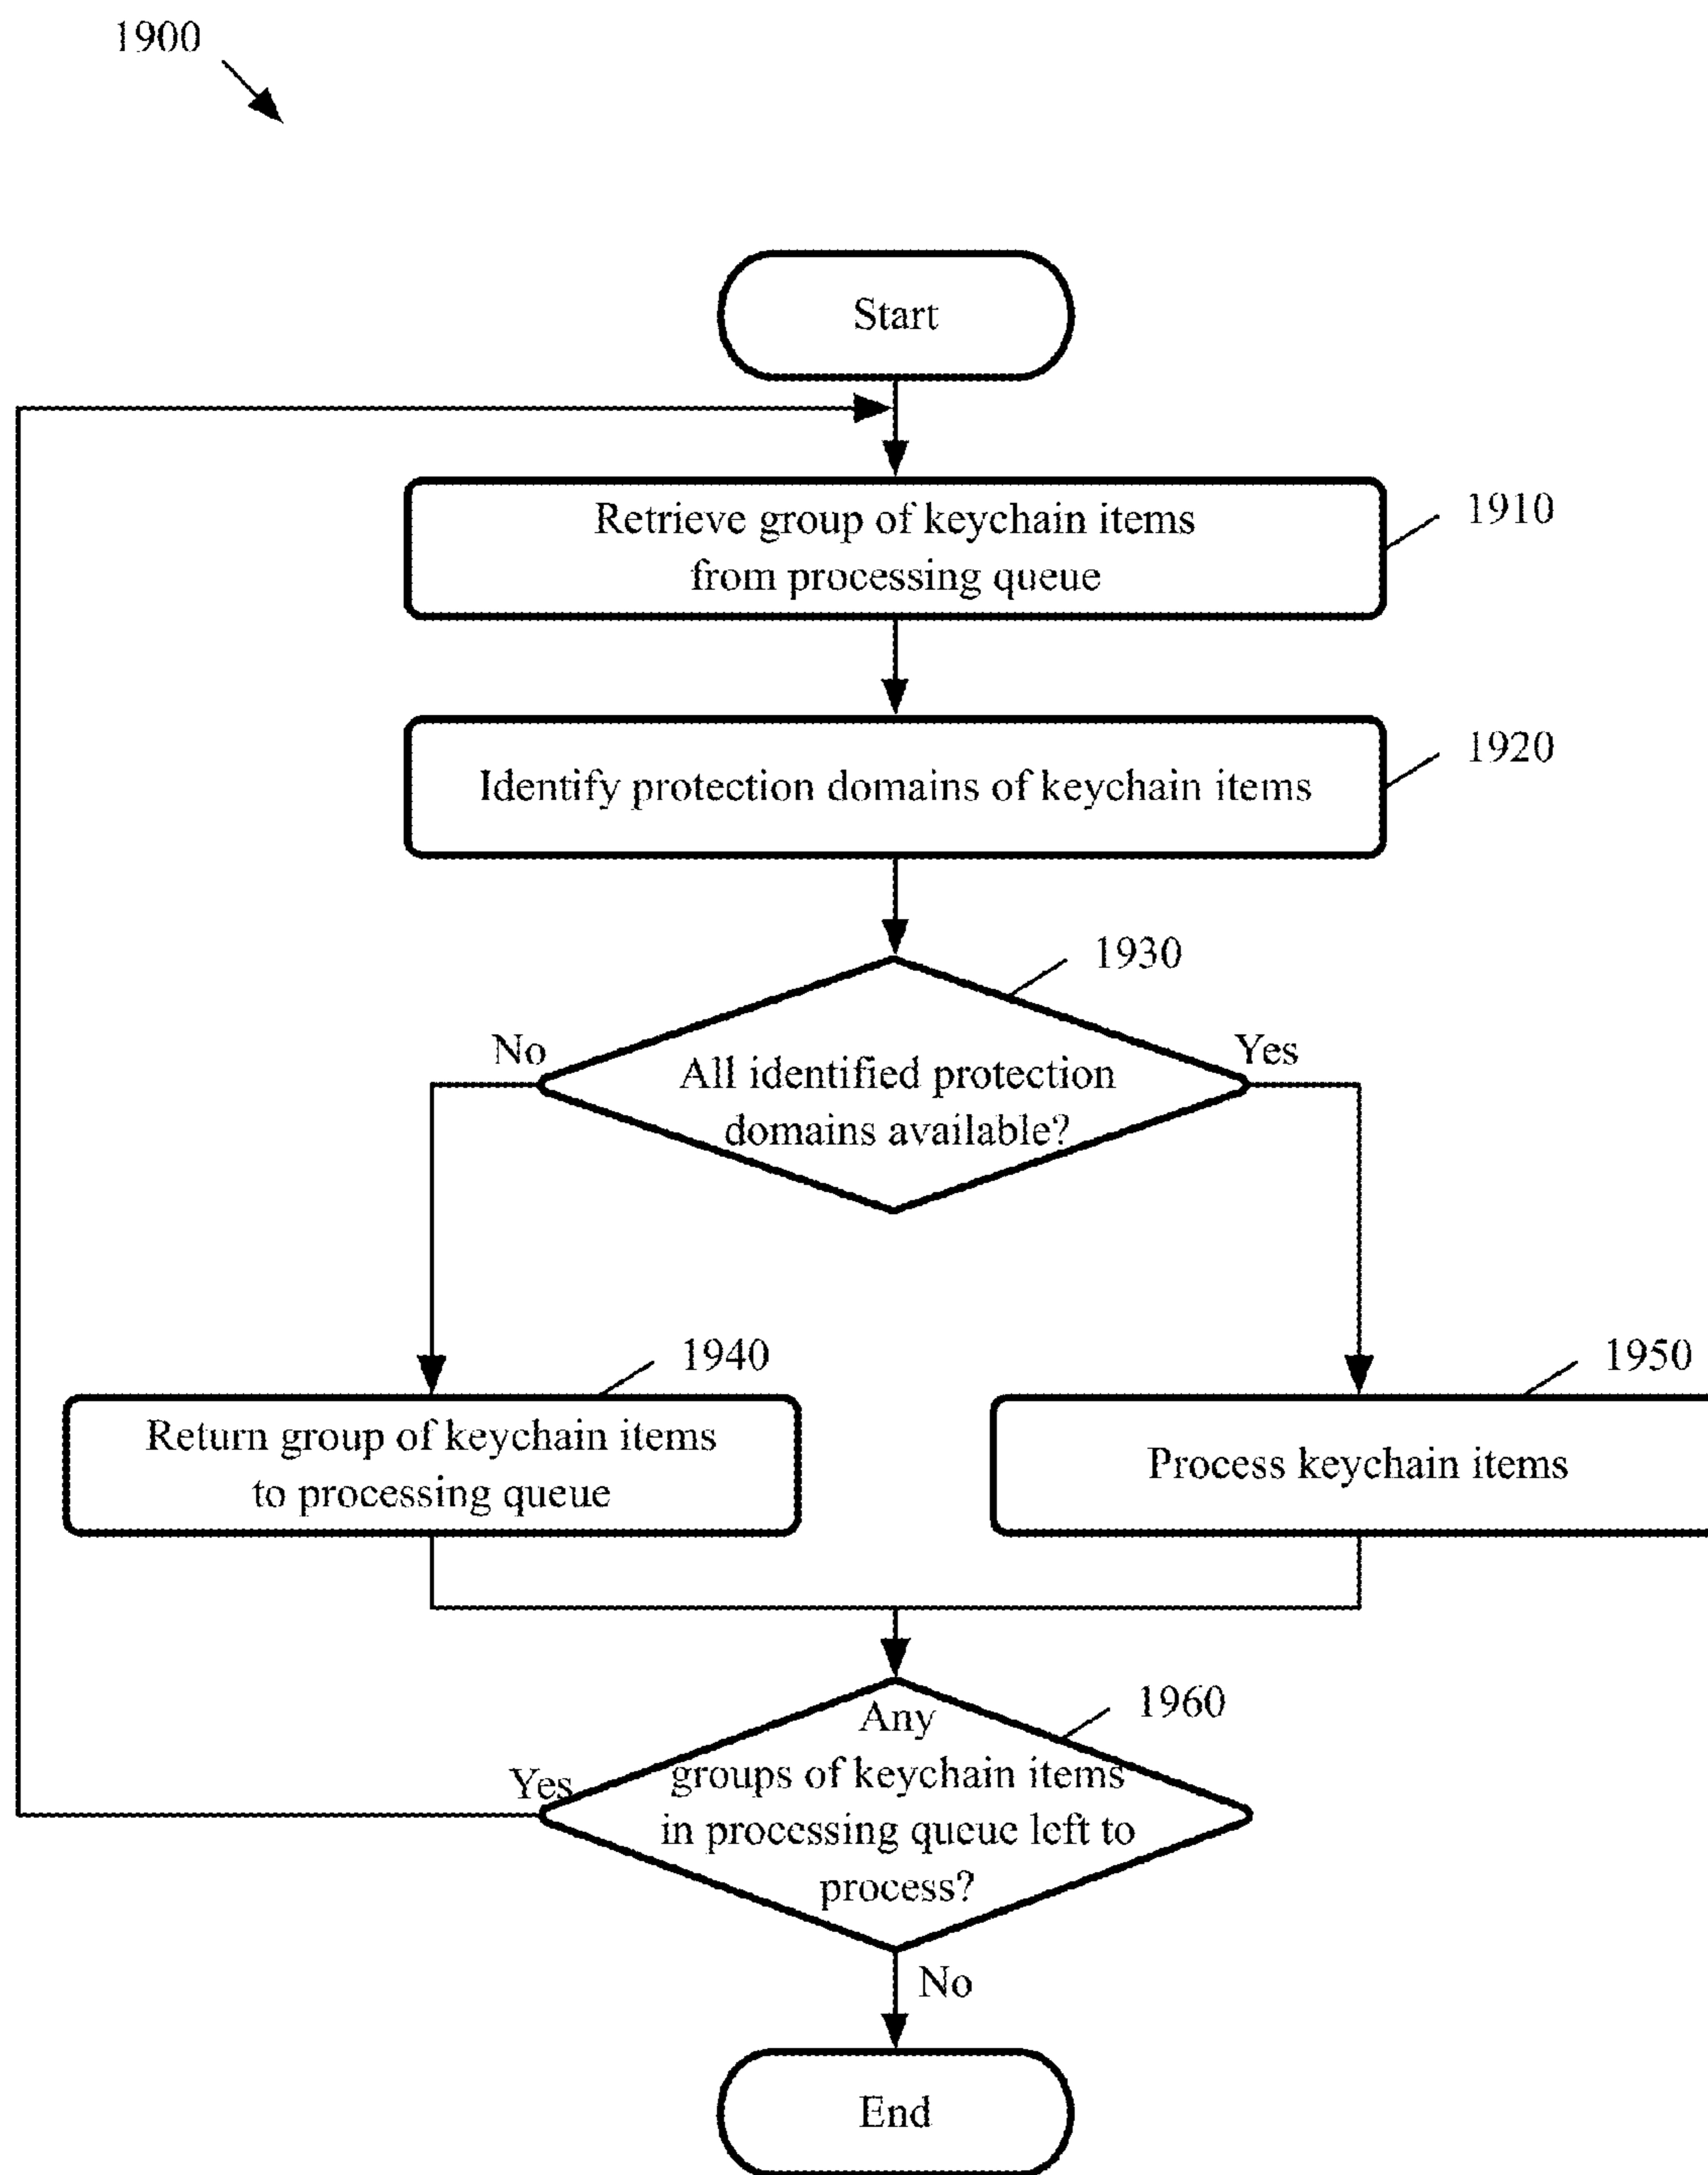 1900
Start
Retrieve group of keychain items
from processing queue
1910
Identify protection domains of keychain items
1920
1930
No
Yes
All identified protection
domains available?
1940
1950
Return group of keychain items
to processing queue
Process keychain items
1960
Any
groups of keychain items
in processing queue left to
process?
Yes
No
End